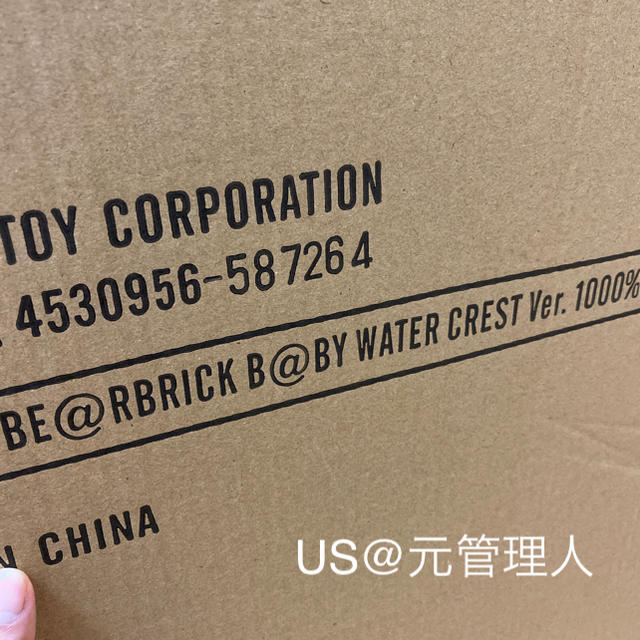 TOY CORPORATION
4530956-587264
BE@RBRICK B@BY WATER CREST Ver. 1000%
N CHINA
US@元管理人